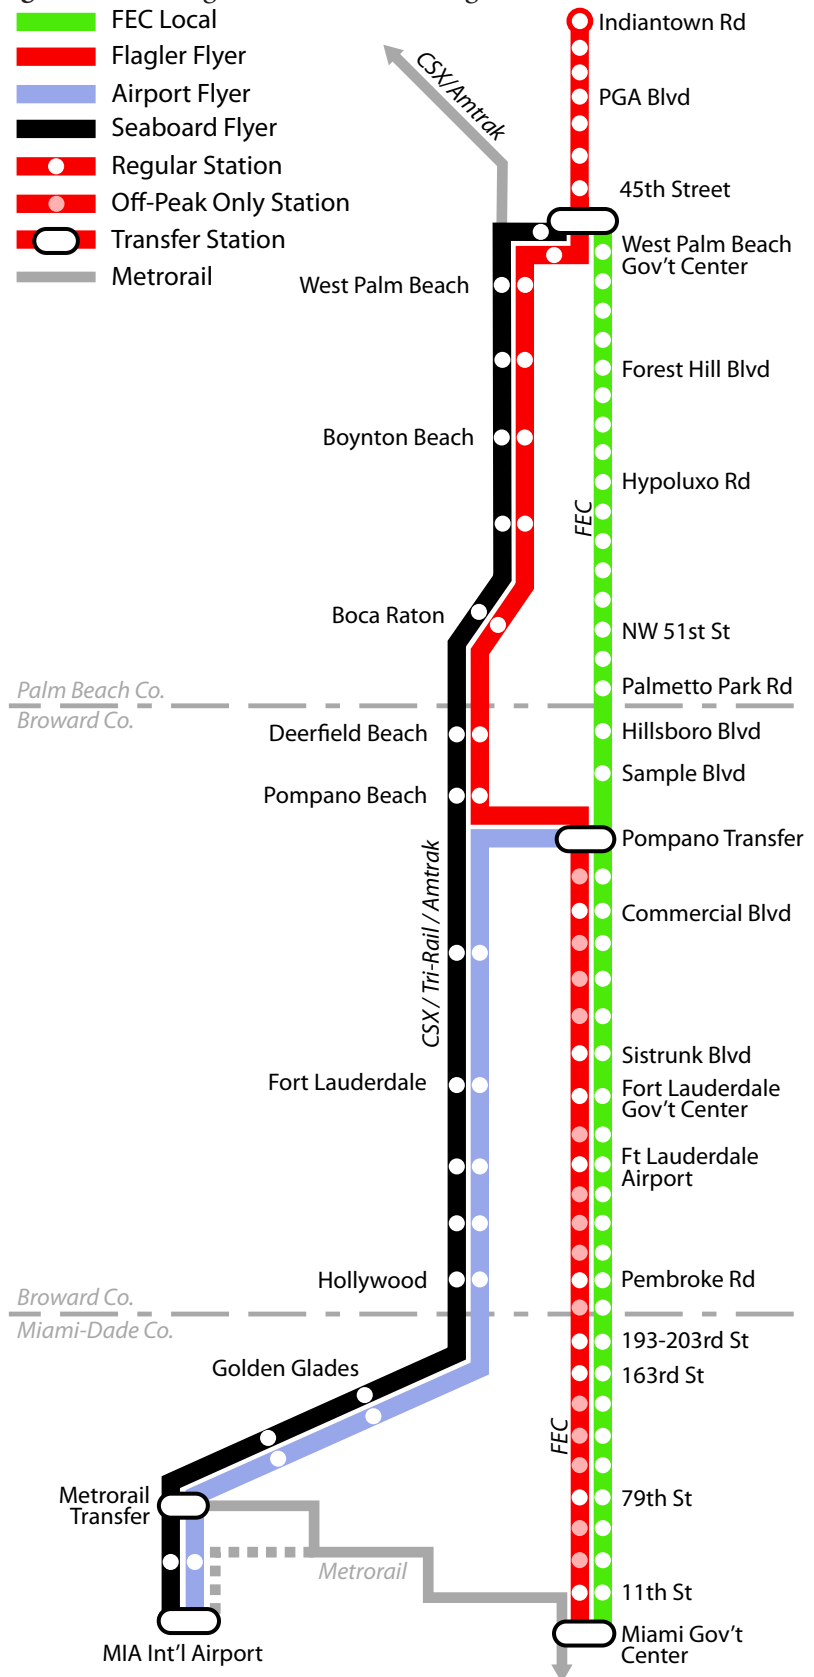 FEC Local
Flagler Flyer
Airport Flyer
Seaboard Flyer
Regular Station
Off-Peak Only Station
Transfer Station
Metrorail
CSX/Amtrak
Indiantown Rd
PGA Blvd
45th Street
West Palm Beach
Gov't Center
West Palm Beach
Forest Hill Blvd
Boynton Beach
Hypoluxo Rd
FEC
Boca Raton
NW 51st St
Palm Beach Co.
Palmetto Park Rd
Broward Co.
Deerfield Beach
Hillsboro Blvd
Sample Blvd
Pompano Beach
Pompano Transfer
CSX / Tri-Rail / Amtrak
Commercial Blvd
Sistrunk Blvd
Fort Lauderdale
Fort Lauderdale
Gov't Center
Ft Lauderdale
Airport
Hollywood
Pembroke Rd
Broward Co.
Miami-Dade Co.
193-203rd St
Golden Glades
163rd St
FEC
Metrorail
Transfer
79th St
Metrorail
11th St
MIA Int'l Airport
Miami Gov't
Center